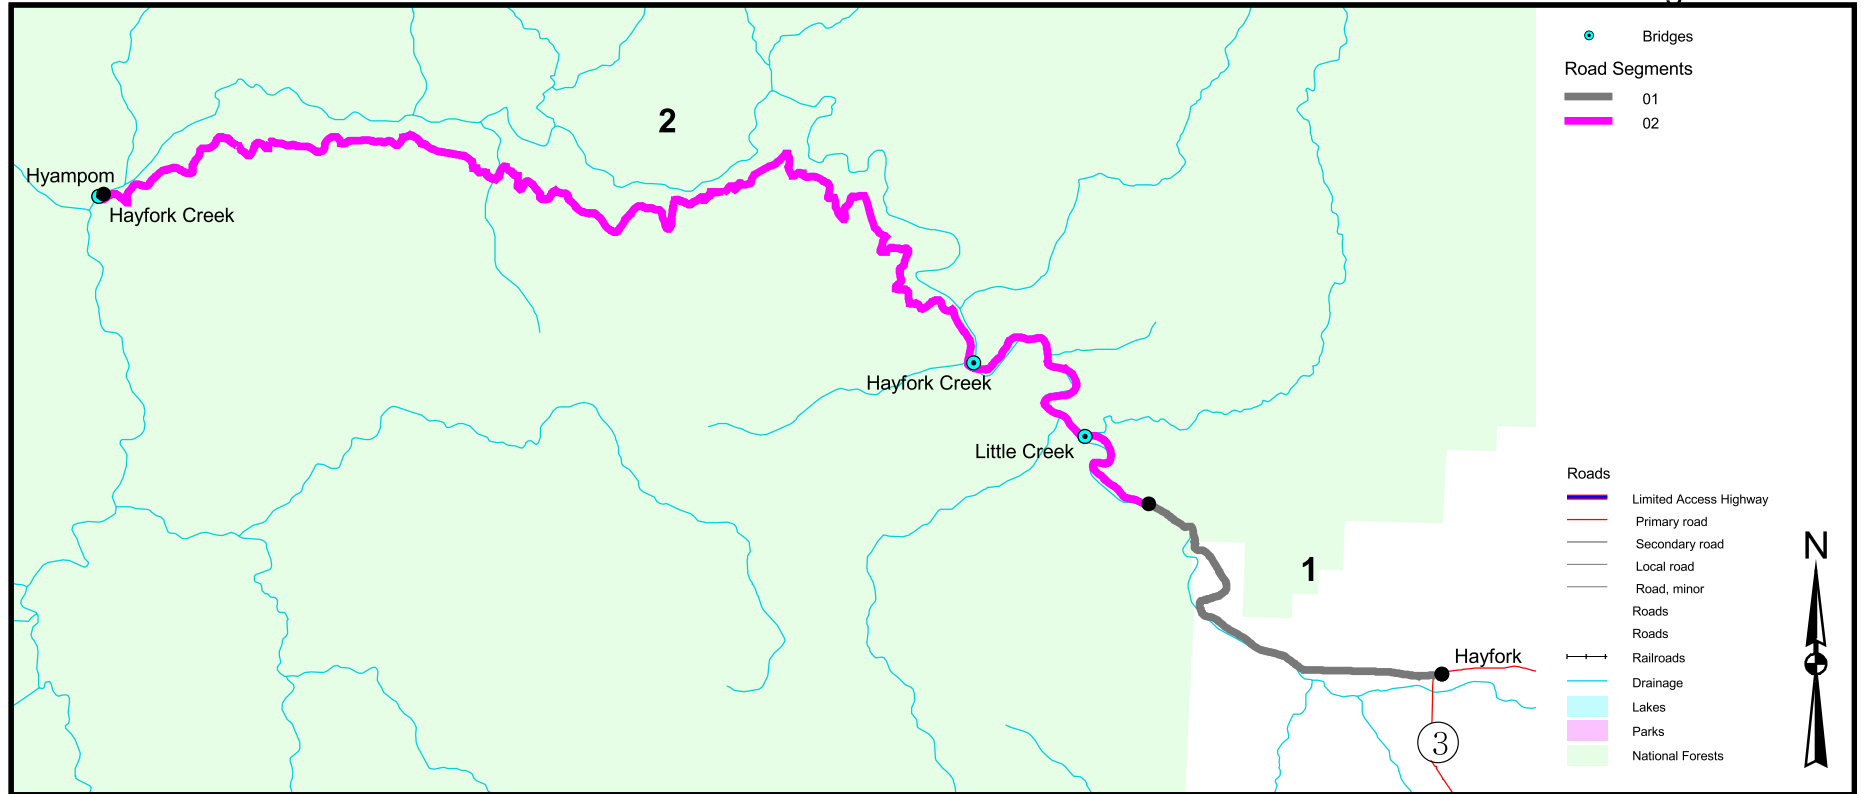 Bridges
Road Segments
01
02
2
Hyampom
Hayfork Creek
Hayfork Creek
Little Creek
1
Hayfork
3
Roads
Limited Access Highway
Primary road
Secondary road
Local road
Road, minor
Roads
Roads
Railroads
Drainage
Lakes
Parks
National Forests
N